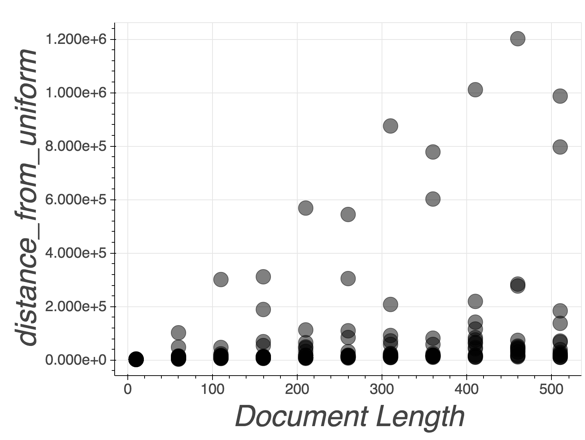 distance_from_uniform
1.200e+6
1.000e+6
8.000e+5
6.000e+5
4.000e+5
2.000e+5
0.000e+0
0 100 200 300 400 500
Document Length